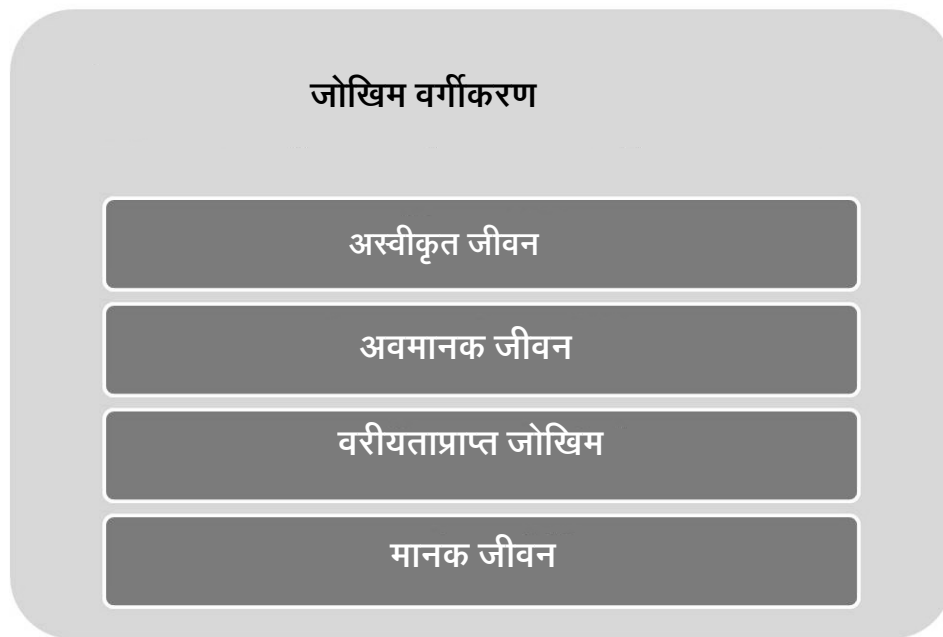 जोखिम वर्गीकरण
अस्वीकृत जीवन
अवमानक जीवन
वरीयताप्राप्त जोखिम
मानक जीवन